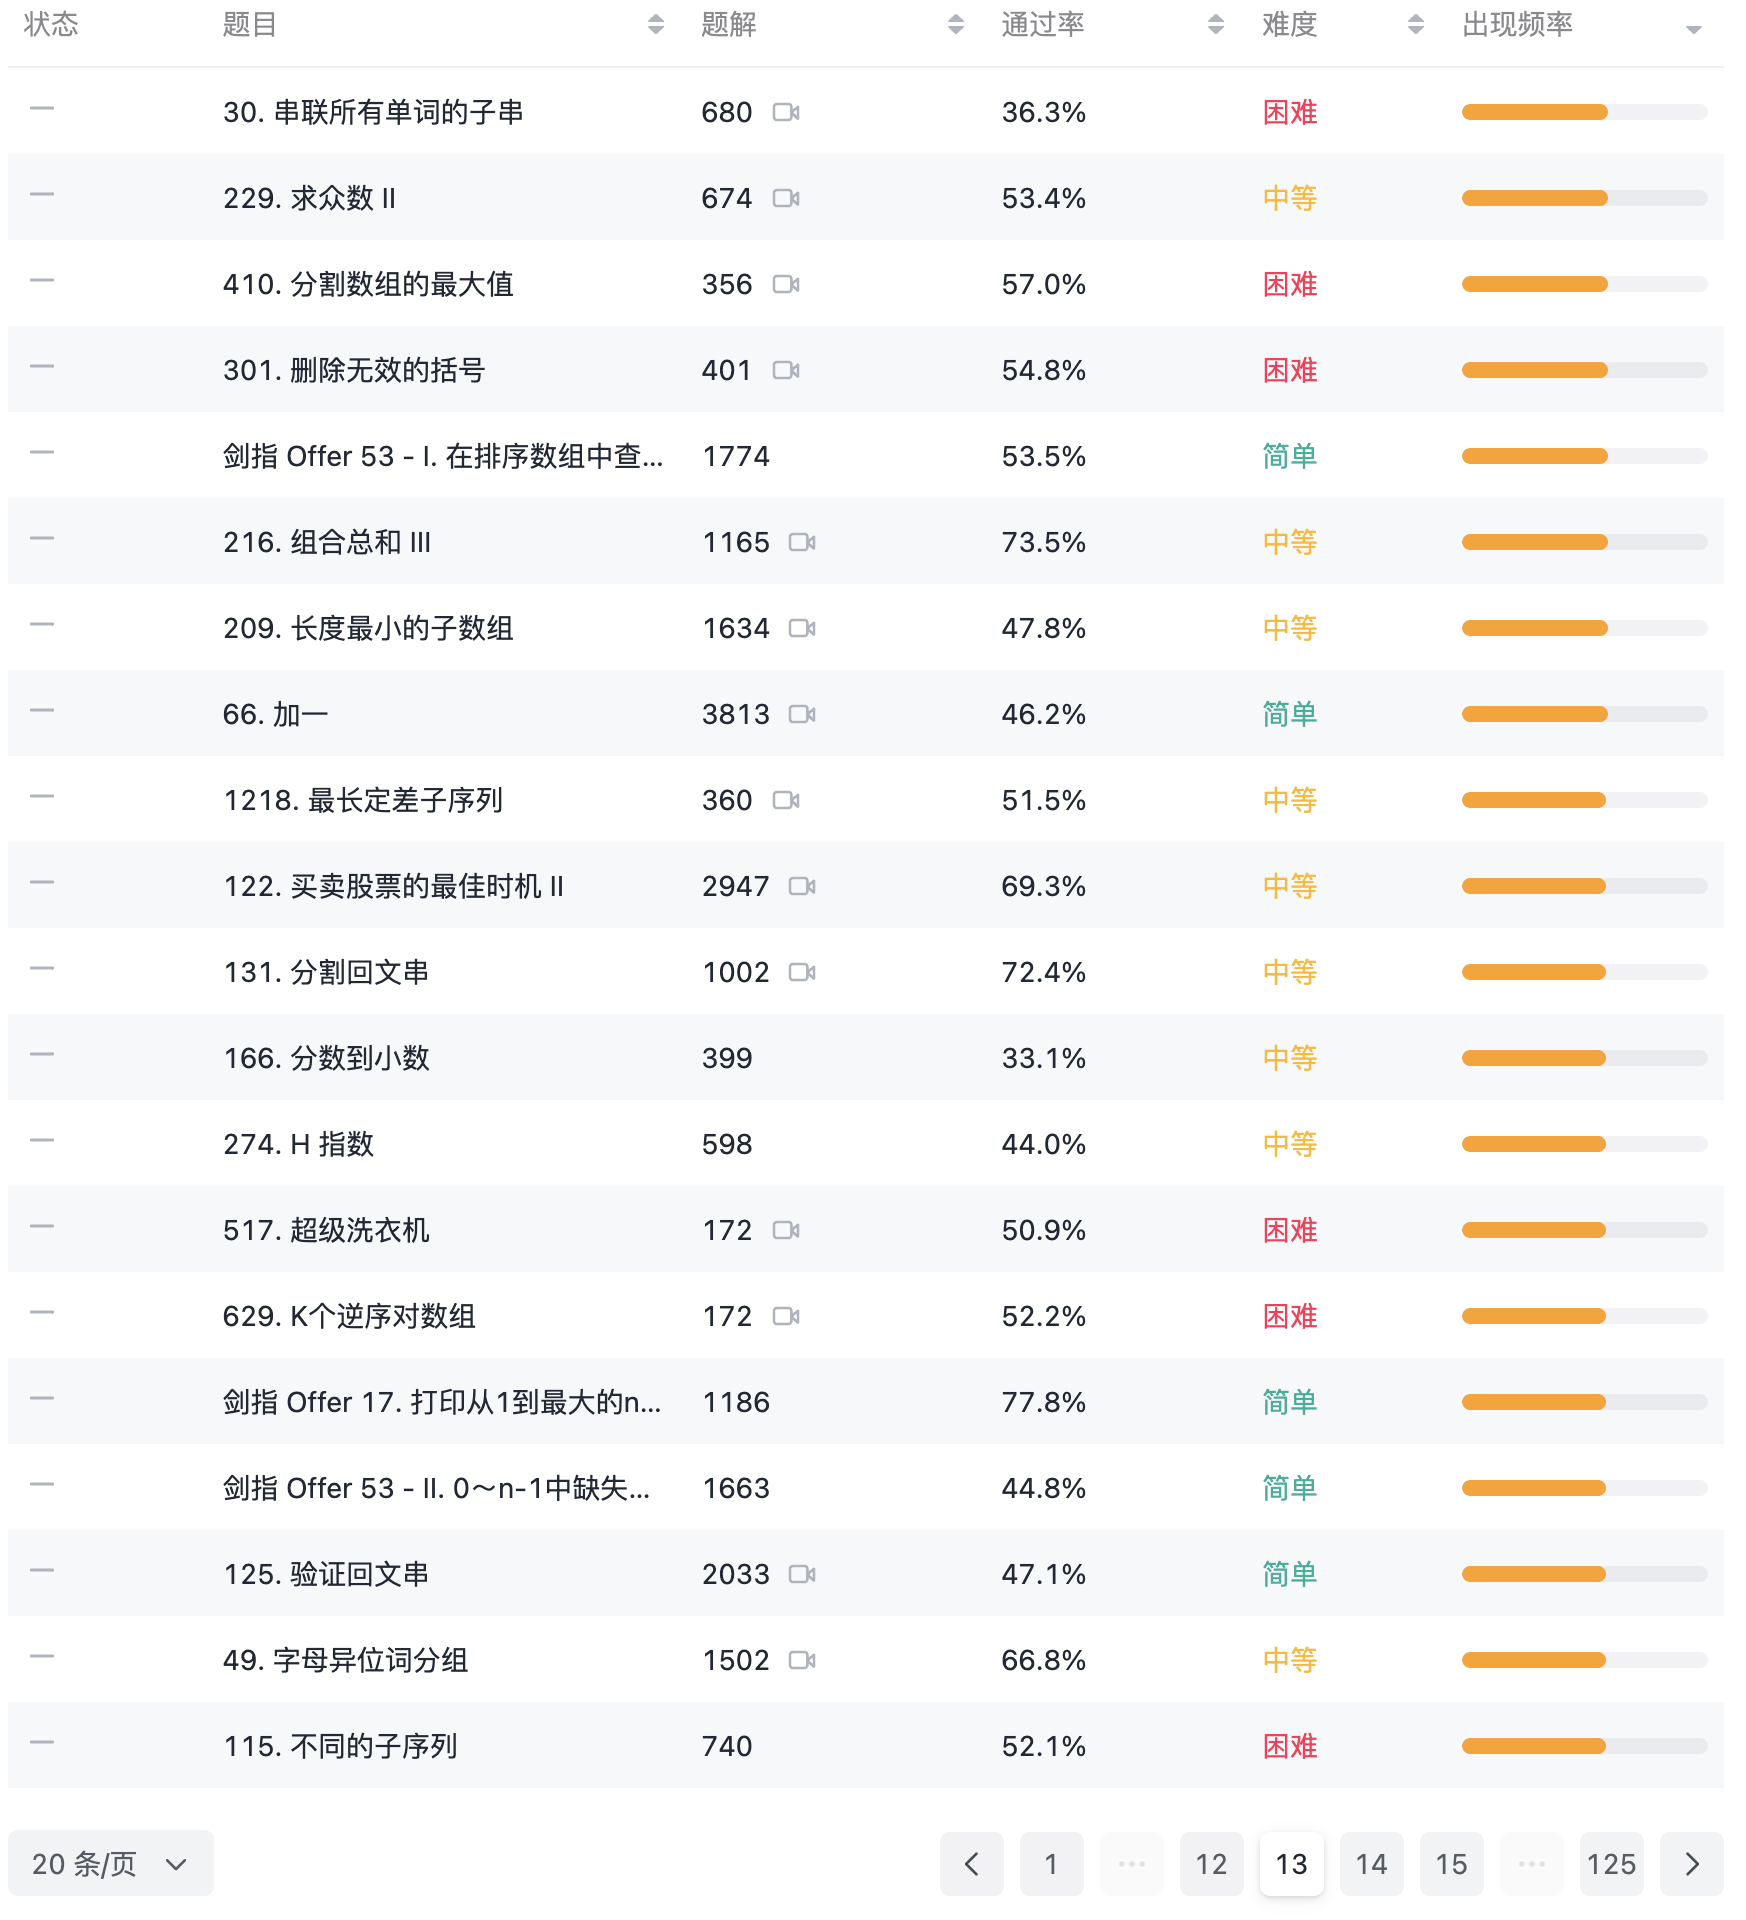 状态 题目 题解 通过率 难度 出现频率
30. 串联所有单词的子串 680 36.3% 困难
229. 求众数 II 674 53.4% 中等
410. 分割数组的最大值 356 57.0% 困难
301. 删除无效的括号 401 54.8% 困难
剑指 Offer 53 - I. 在排序数组中查... 1774 53.5% 简单
216. 组合总和 III 1165 73.5% 中等
209. 长度最小的子数组 1634 47.8% 中等
66. 加一 3813 46.2% 简单
1218. 最长定差子序列 360 51.5% 中等
122. 买卖股票的最佳时机 II 2947 69.3% 中等
131. 分割回文串 1002 72.4% 中等
166. 分数到小数 399 33.1% 中等
274. H 指数 598 44.0% 中等
517. 超级洗衣机 172 50.9% 困难
629. K个逆序对数组 172 52.2% 困难
剑指 Offer 17. 打印从1到最大的n... 1186 77.8% 简单
剑指 Offer 53 - II. 0～n-1中缺失... 1663 44.8% 简单
125. 验证回文串 2033 47.1% 简单
49. 字母异位词分组 1502 66.8% 中等
115. 不同的子序列 740 52.1% 困难
20 条/页 1 ... 12 13 14 15 ... 125